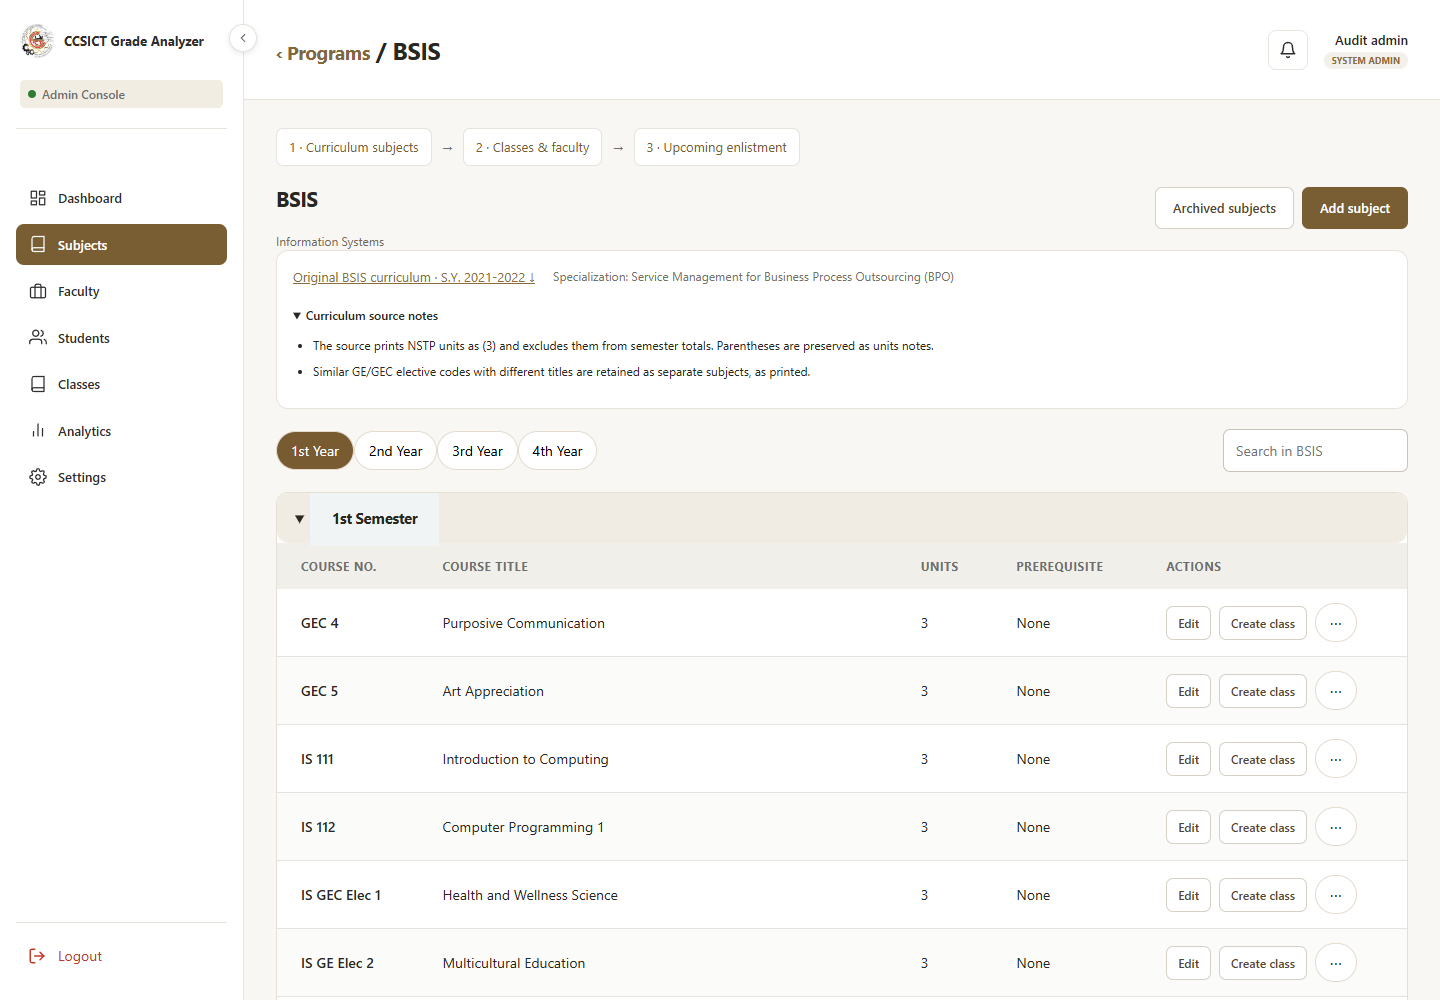 CCSICT Grade Analyzer
Admin Console
Dashboard
Subjects
Faculty
Students
Classes
Analytics
Settings
Logout
‹ Programs / BSIS
Audit admin
SYSTEM ADMIN
1 · Curriculum subjects → 2 · Classes & faculty → 3 · Upcoming enlistment
BSIS
Archived subjects
Add subject
Information Systems
Original BSIS curriculum · S.Y. 2021-2022 ↓ Specialization: Service Management for Business Process Outsourcing (BPO)
▼ Curriculum source notes
• The source prints NSTP units as (3) and excludes them from semester totals. Parentheses are preserved as units notes.
• Similar GE/GEC elective codes with different titles are retained as separate subjects, as printed.
1st Year 2nd Year 3rd Year 4th Year
Search in BSIS
▼ 1st Semester
COURSE NO. COURSE TITLE UNITS PREREQUISITE ACTIONS
GEC 4 Purposive Communication 3 None Edit Create class ...
GEC 5 Art Appreciation 3 None Edit Create class ...
IS 111 Introduction to Computing 3 None Edit Create class ...
IS 112 Computer Programming 1 3 None Edit Create class ...
IS GEC Elec 1 Health and Wellness Science 3 None Edit Create class ...
IS GE Elec 2 Multicultural Education 3 None Edit Create class ...